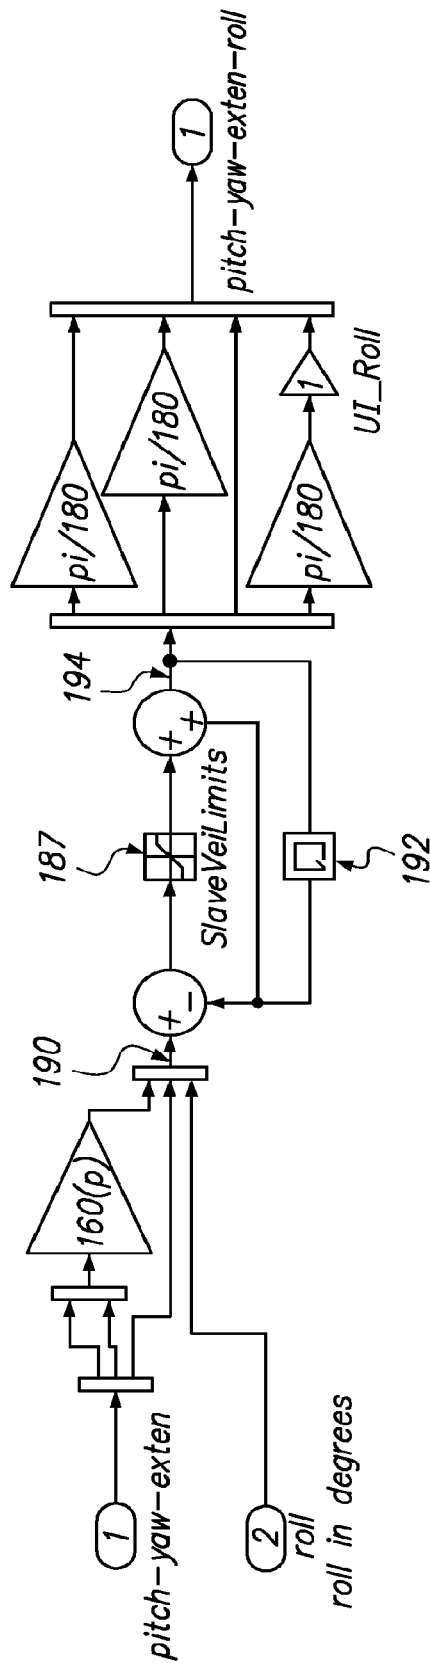 1
pitch-yaw-exten
2
roll
roll in degrees
160(p)
190
+
-
187
SlaveVelLimits
+
+
194
192
pi/180
pi/180
pi/180
1
UI_Roll
1
pitch-yaw-exten-roll